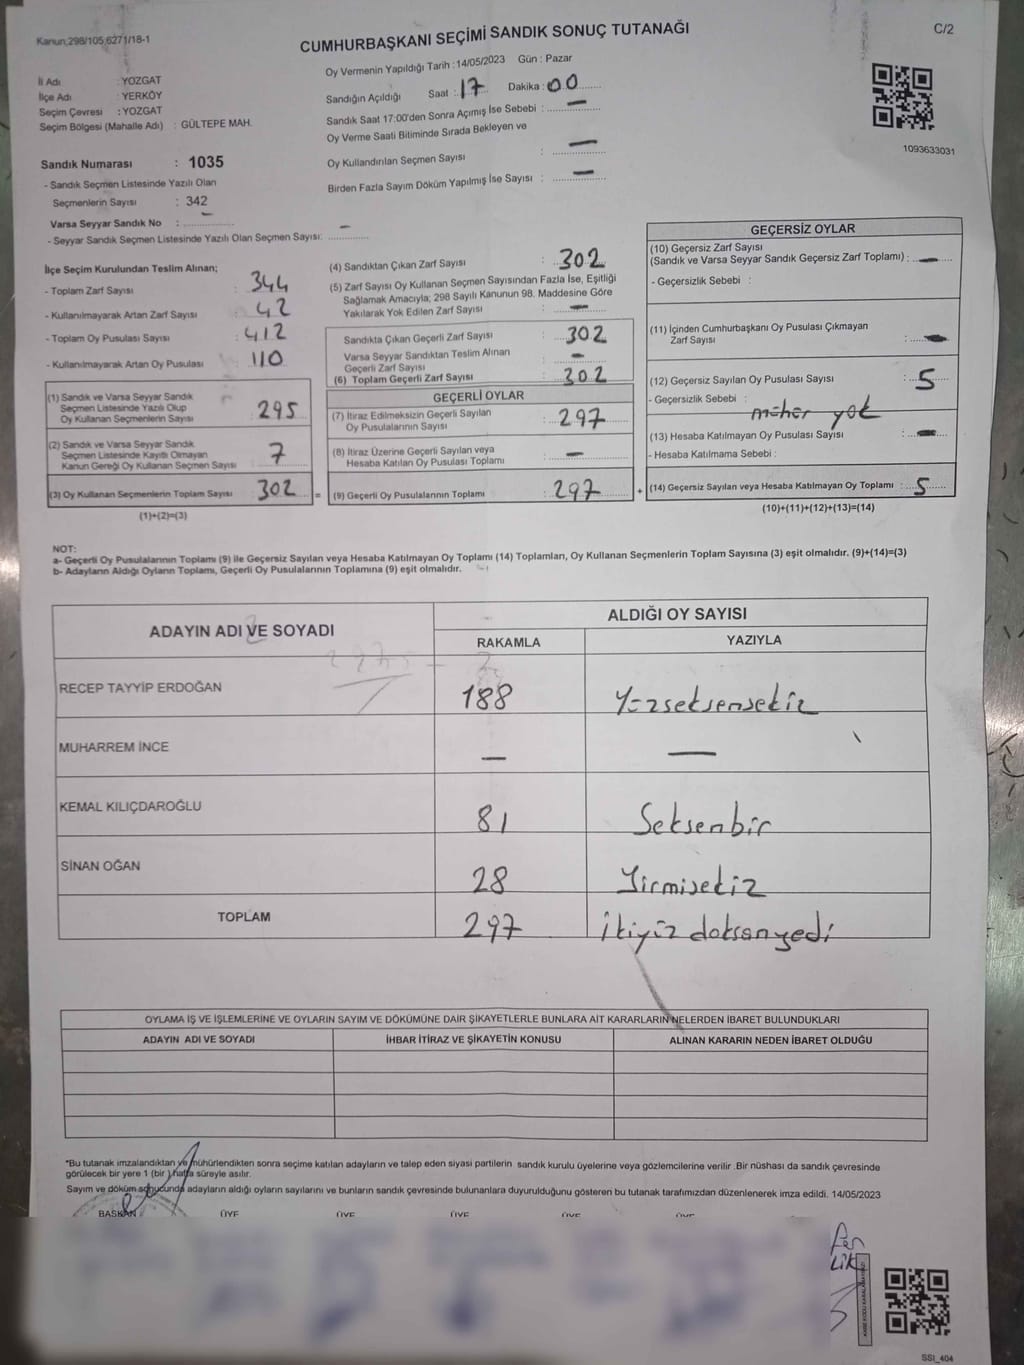 Kanun 298/105,6271/18-1
CUMHURBAŞKANI SEÇİMİ SANDIK SONUÇ TUTANAĞI
C/2
İl Adı : YOZGAT
İlçe Adı : YERKÖY
Seçim Çevresi : YOZGAT
Seçim Bölgesi (Mahalle Adı) : GÜLTEPE MAH.
Oy Vermenin Yapıldığı Tarih : 14/05/2023 Gün : Pazar
Sandığın Açıldığı Saat : 17 Dakika : 00
Sandık Saat 17:00'den Sonra Açmış İse Sebebi : —
Oy Verme Saati Bitiminde Sırada Bekleyen ve
Oy Kullandırılan Seçmen Sayısı : —
Birden Fazla Sayım Döküm Yapılmış İse Sayısı : —
1093633031
Sandık Numarası : 1035
- Sandık Seçmen Listesinde Yazılı Olan
Seçmenlerin Sayısı : 342
Varsa Seyyar Sandık No : —
- Seyyar Sandık Seçmen Listesinde Yazılı Olan Seçmen Sayısı: —
İlçe Seçim Kurulundan Teslim Alınan;
- Toplam Zarf Sayısı : 344
- Kullanılmayarak Artan Zarf Sayısı : 42
- Toplam Oy Pusulası Sayısı : 412
- Kullanılmayarak Artan Oy Pusulası : 110
(1) Sandık ve Varsa Seyyar Sandık
Seçmen Listesinde Yazılı Olup
Oy Kullanan Seçmenlerin Sayısı : 295
(2) Sandık ve Varsa Seyyar Sandık
Seçmen Listesinde Kayıtlı Olmayan
Kanun Gereği Oy Kullanan Seçmen Sayısı : 7
(3) Oy Kullanan Seçmenlerin Toplam Sayısı : 302 =
(1)+(2)=(3)
(4) Sandıktan Çıkan Zarf Sayısı : 302
(5) Zarf Sayısı Oy Kullanan Seçmen Sayısından Fazla İse, Eşitliği
Sağlamak Amacıyla; 298 Sayılı Kanunun 98. Maddesine Göre
Yakılarak Yok Edilen Zarf Sayısı : —
Sandıkta Çıkan Geçerli Zarf Sayısı : 302
Varsa Seyyar Sandıktan Teslim Alınan
Geçerli Zarf Sayısı : —
(6) Toplam Geçerli Zarf Sayısı : 302
GEÇERLİ OYLAR
(7) İtiraz Edilmeksizin Geçerli Sayılan
Oy Pusulalarının Sayısı : 297
(8) İtiraz Üzerine Geçerli Sayılan veya
Hesaba Katılan Oy Pusulası Toplamı : —
(9) Geçerli Oy Pusulalarının Toplamı : 297 +
GEÇERSİZ OYLAR
(10) Geçersiz Zarf Sayısı
(Sandık ve Varsa Seyyar Sandık Geçersiz Zarf Toplamı) : —
- Geçersizlik Sebebi :
(11) İçinden Cumhurbaşkanı Oy Pusulası Çıkmayan
Zarf Sayısı : —
(12) Geçersiz Sayılan Oy Pusulası Sayısı : 5
- Geçersizlik Sebebi :
mühür yok
(13) Hesaba Katılmayan Oy Pusulası Sayısı : —
- Hesaba Katılmama Sebebi :
(14) Geçersiz Sayılan veya Hesaba Katılmayan Oy Toplamı : 5
(10)+(11)+(12)+(13)=(14)
NOT:
a- Geçerli Oy Pusulalarının Toplamı (9) ile Geçersiz Sayılan veya Hesaba Katılmayan Oy Toplamı (14) Toplamları, Oy Kullanan Seçmenlerin Toplam Sayısına (3) eşit olmalıdır. (9)+(14)=(3)
b- Adayların Aldığı Oyların Toplamı, Geçerli Oy Pusulalarının Toplamına (9) eşit olmalıdır.
ADAYIN ADI VE SOYADI
ALDIĞI OY SAYISI
RAKAMLA YAZIYLA
RECEP TAYYİP ERDOĞAN 188 Yüzseksensekiz
MUHARREM İNCE — —
KEMAL KILIÇDAROĞLU 81 Seksenbir
SİNAN OĞAN 28 Yirmisekiz
TOPLAM 297 İkiyüz doksanyedi
OYLAMA İŞ VE İŞLEMLERİNE VE OYLARIN SAYIM VE DÖKÜMÜNE DAİR ŞİKAYETLERLE BUNLARA AİT KARARLARIN NELERDEN İBARET BULUNDUKLARI
ADAYIN ADI VE SOYADI İHBAR İTİRAZ VE ŞİKAYETİN KONUSU ALINAN KARARIN NEDEN İBARET OLDUĞU
*Bu tutanak imzalandıktan ve mühürlendikten sonra seçime katılan adayların ve talep eden siyasi partilerin sandık kurulu üyelerine veya gözlemcilerine verilir .Bir nüshası da sandık çevresinde
görülecek bir yere 1 (bir ) hafta süreyle asılır.
Sayım ve döküm sonucunda adayların aldığı oyların sayılarını ve bunların sandık çevresinde bulunanlara duyurulduğunu gösteren bu tutanak tarafımızdan düzenlenerek imza edildi. 14/05/2023
BAŞKAN ÜYE ÜYE ÜYE ÜYE ÜYE
SSI_404